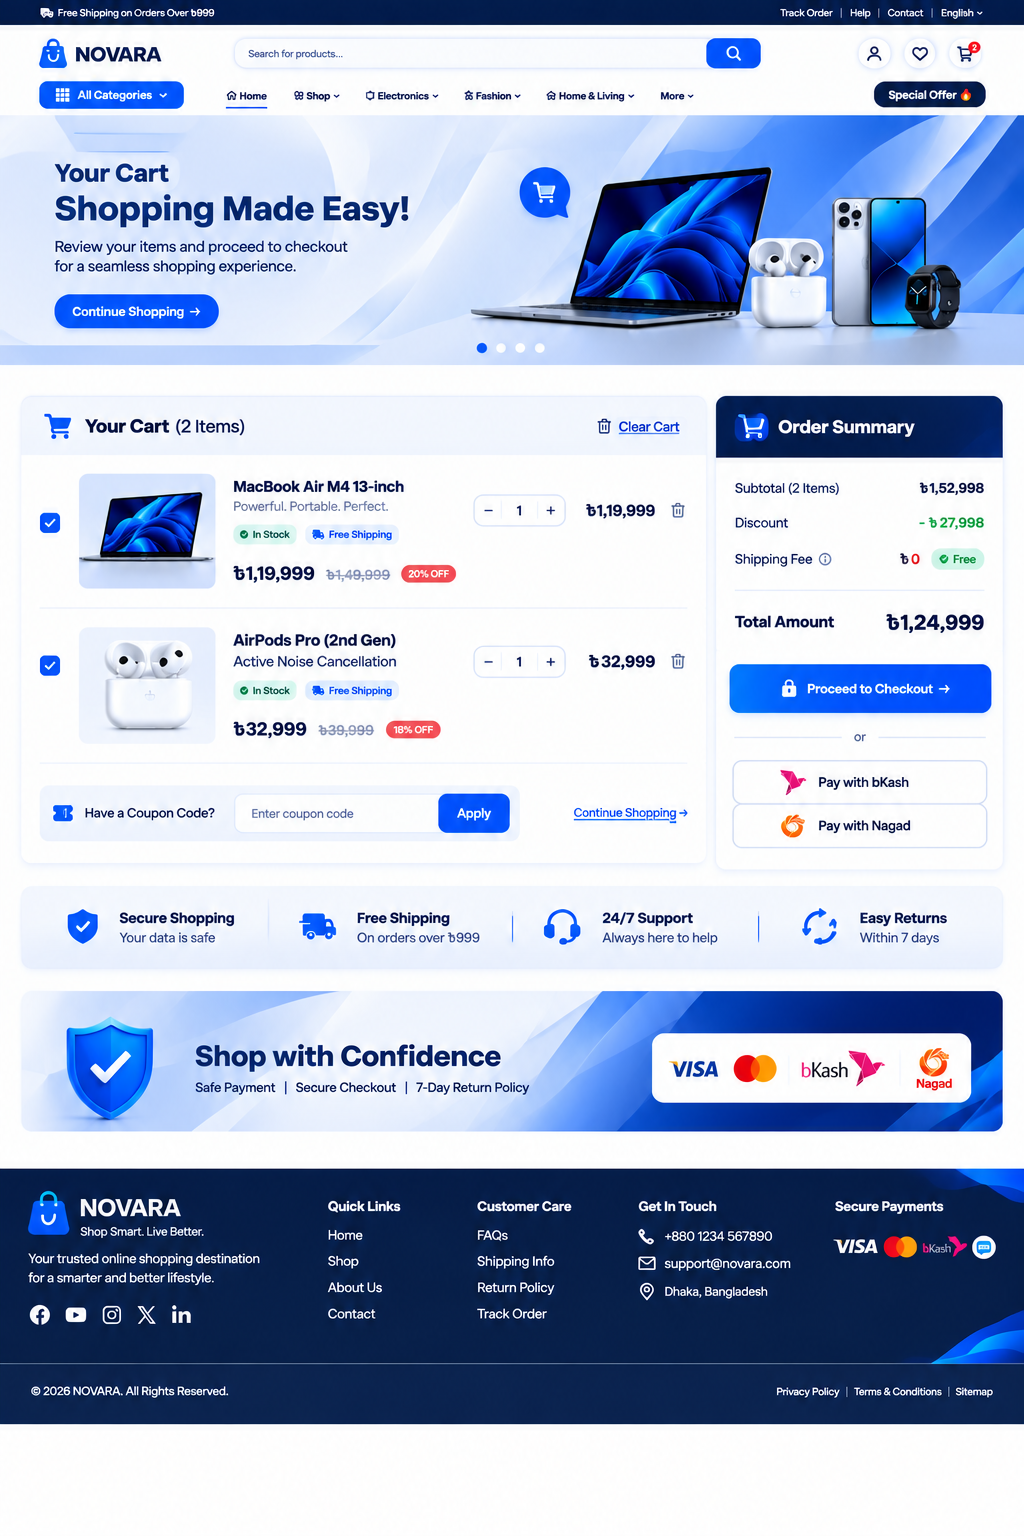 Free Shipping on Orders Over ৳999
Track Order | Help | Contact | English
NOVARA
Search for products...
2
All Categories
Home
Shop
Electronics
Fashion
Home & Living
More
Special Offer
Your Cart
Shopping Made Easy!
Review your items and proceed to checkout
for a seamless shopping experience.
Continue Shopping →
Your Cart (2 Items)
Clear Cart
MacBook Air M4 13-inch
Powerful. Portable. Perfect.
In Stock
Free Shipping
৳1,19,999 ৳1,49,999 20% OFF
− 1 +
৳1,19,999
AirPods Pro (2nd Gen)
Active Noise Cancellation
In Stock
Free Shipping
৳32,999 ৳39,999 18% OFF
− 1 +
৳32,999
Have a Coupon Code?
Enter coupon code
Apply
Continue Shopping →
Order Summary
Subtotal (2 Items) ৳1,52,998
Discount - ৳27,998
Shipping Fee ৳0 Free
Total Amount ৳1,24,999
Proceed to Checkout →
or
Pay with bKash
Pay with Nagad
Secure Shopping
Your data is safe
Free Shipping
On orders over ৳999
24/7 Support
Always here to help
Easy Returns
Within 7 days
Shop with Confidence
Safe Payment | Secure Checkout | 7-Day Return Policy
VISA
bKash
Nagad
NOVARA
Shop Smart. Live Better.
Your trusted online shopping destination
for a smarter and better lifestyle.
Quick Links
Home
Shop
About Us
Contact
Customer Care
FAQs
Shipping Info
Return Policy
Track Order
Get In Touch
+880 1234 567890
support@novara.com
Dhaka, Bangladesh
Secure Payments
VISA
bKash
© 2026 NOVARA. All Rights Reserved.
Privacy Policy | Terms & Conditions | Sitemap